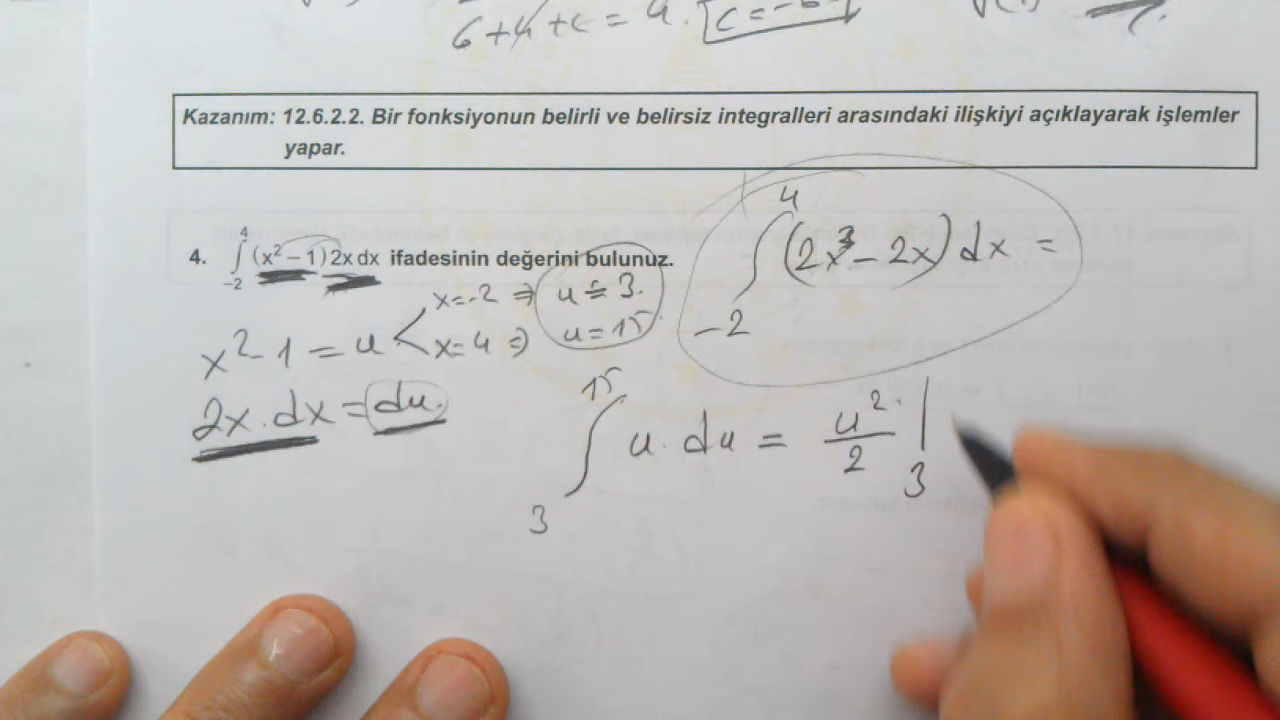 6+4+c=4. c=-6
Kazanım: 12.6.2.2. Bir fonksiyonun belirli ve belirsiz integralleri arasındaki ilişkiyi açıklayarak işlemler
yapar.
4. ∫₋₂⁴ (x² – 1) 2x dx ifadesinin değerini bulunuz.
∫₋₂⁴ (2x³ - 2x) dx =
x² - 1 = u < x=-2 ⇒ u = 3.
x=4 ⇒ u=15
2x.dx = du.
∫₃¹⁵ u.du = u²/2 |₃